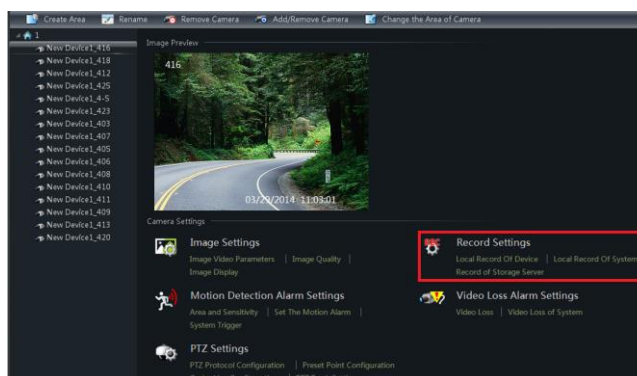 Create Area Rename Remove Camera Add/Remove Camera Change the Area of Camera
1
New Device1_416
New Device1_418
New Device1_412
New Device1_425
New Device1_4-5
New Device1_423
New Device1_403
New Device1_407
New Device1_405
New Device1_406
New Device1_408
New Device1_410
New Device1_411
New Device1_409
New Device1_413
New Device1_420
Image Preview
416
03/29/2014 11:03:01
Camera Settings
Image Settings
Image Video Parameters | Image Quality |
Image Display
Record Settings
Local Record Of Device | Local Record Of System
Record of Storage Server
Motion Detection Alarm Settings
Area and Sensitivity | Set The Motion Alarm |
System Trigger
Video Loss Alarm Settings
Video Loss | Video Loss of System
PTZ Settings
PTZ Protocol Configuration | Preset Point Configuration